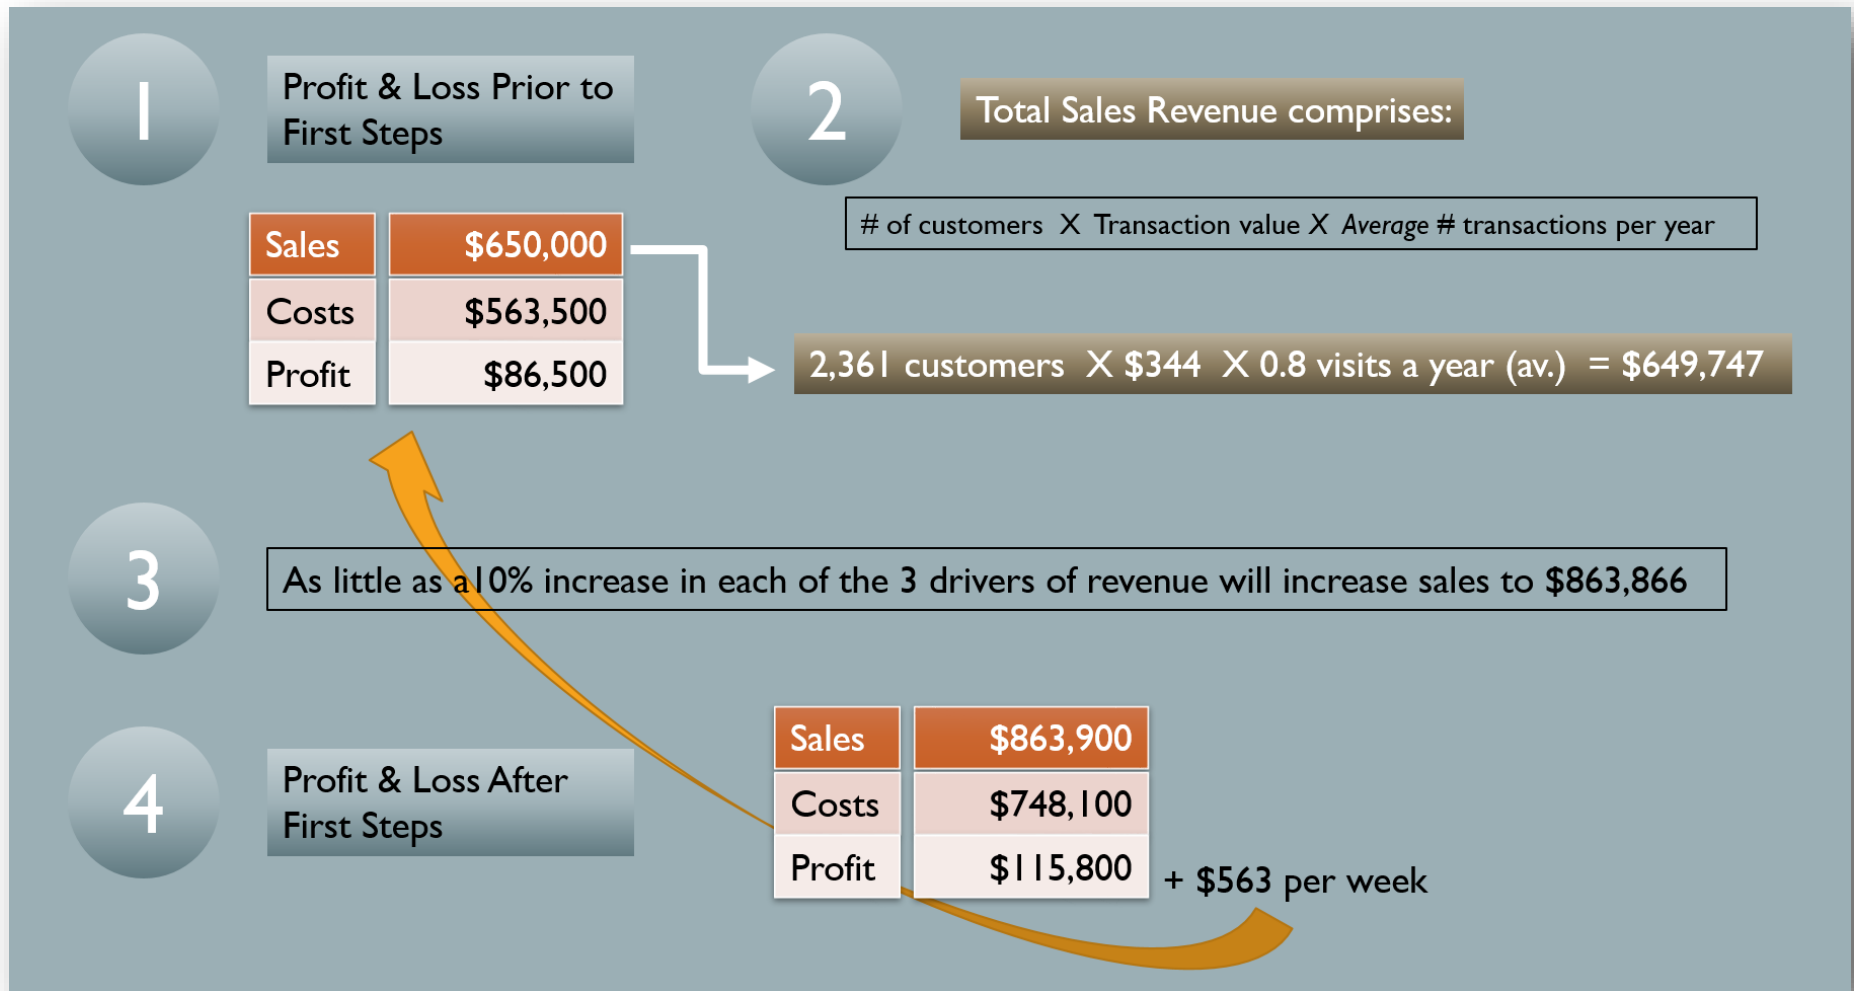 1
Profit & Loss Prior to
First Steps
2
Total Sales Revenue comprises:
# of customers X Transaction value X Average # transactions per year
Sales $650,000
Costs $563,500
Profit $86,500
2,361 customers X $344 X 0.8 visits a year (av.) = $649,747
3
As little as a10% increase in each of the 3 drivers of revenue will increase sales to $863,866
4
Profit & Loss After
First Steps
Sales $863,900
Costs $748,100
Profit $115,800
+ $563 per week